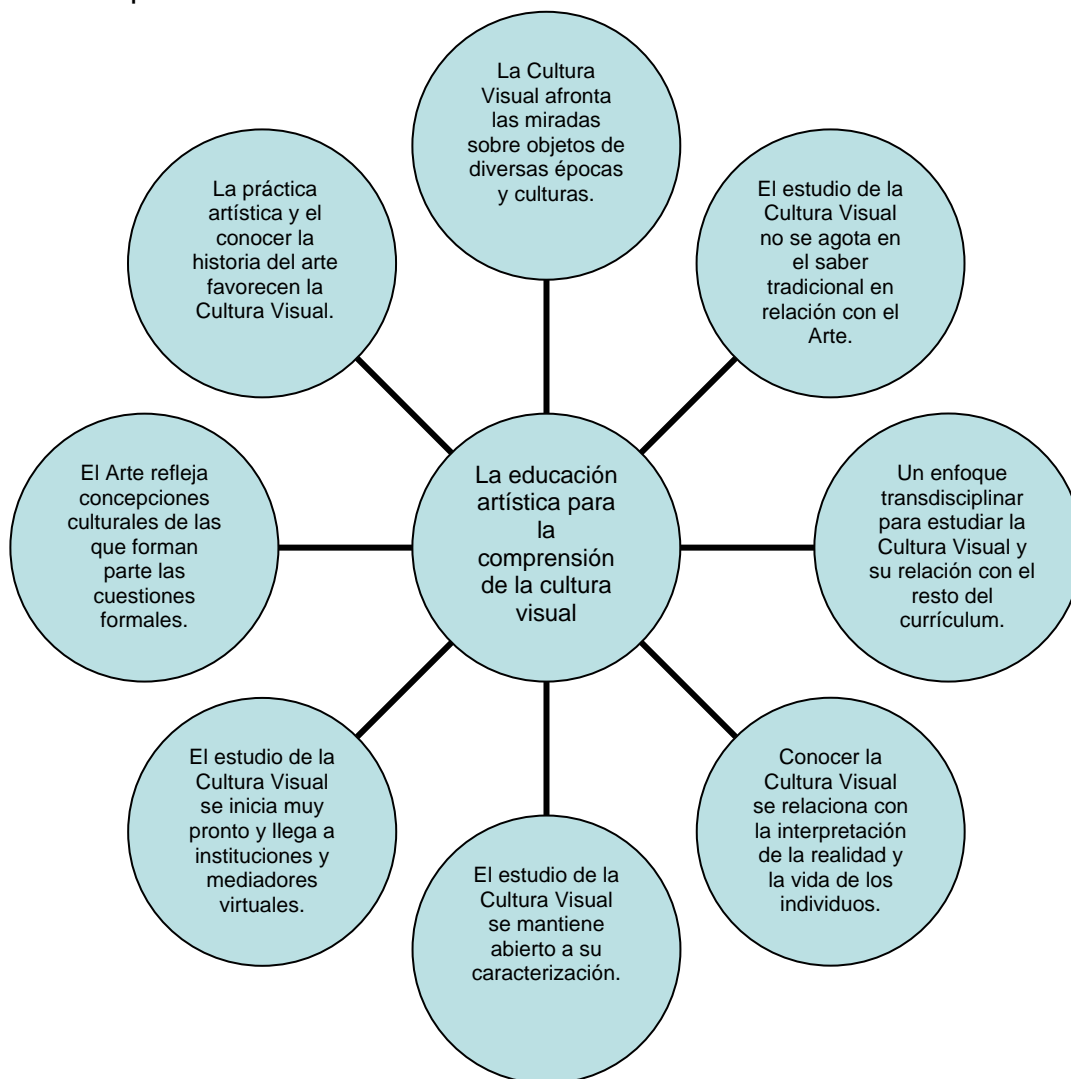 La Cultura
Visual afronta
las miradas
sobre objetos de
diversas épocas
y culturas.
El estudio de la
Cultura Visual
no se agota en
el saber
tradicional en
relación con el
Arte.
Un enfoque
transdisciplinar
para estudiar la
Cultura Visual y
su relación con el
resto del
currículum.
Conocer la
Cultura Visual
se relaciona con
la interpretación
de la realidad y
la vida de los
individuos.
El estudio de la
Cultura Visual
se mantiene
abierto a su
caracterización.
El estudio de la
Cultura Visual
se inicia muy
pronto y llega a
instituciones y
mediadores
virtuales.
El Arte refleja
concepciones
culturales de las
que forman
parte las
cuestiones
formales.
La práctica
artística y el
conocer la
historia del arte
favorecen la
Cultura Visual.
La educación
artística para
la
comprensión
de la cultura
visual